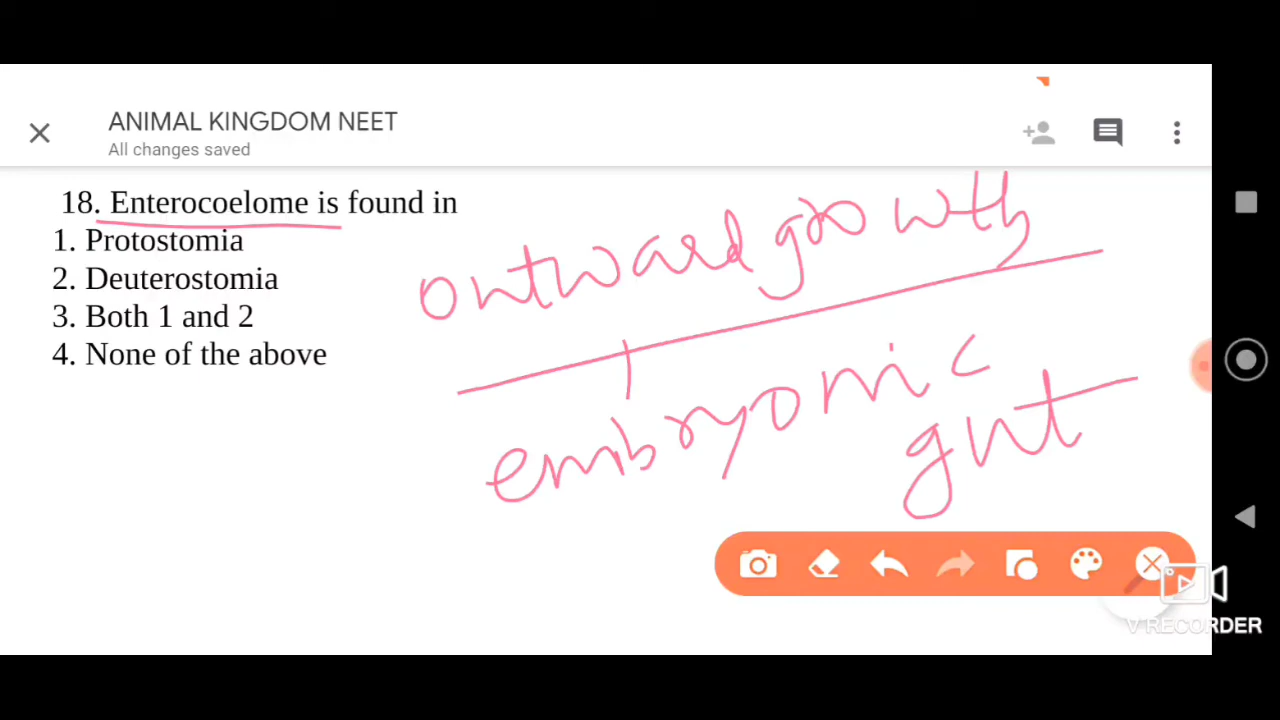 ANIMAL KINGDOM NEET
All changes saved
18. Enterocoelome is found in
1. Protostomia
2. Deuterostomia
3. Both 1 and 2
4. None of the above
outward growth
embryonic
gut
V RECORDER